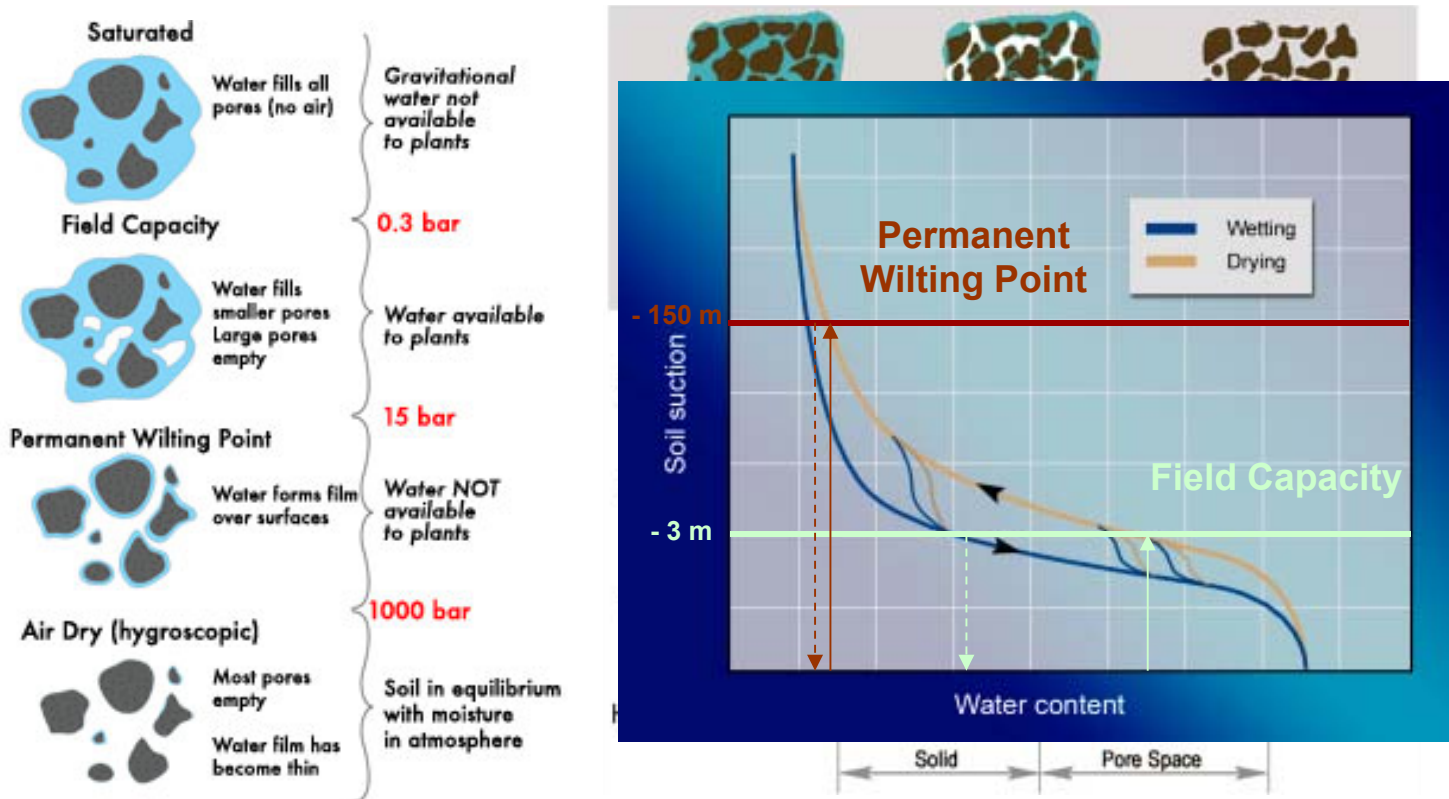 Saturated
Water fills all
pores (no air)
Gravitational
water not
available
to plants
Field Capacity
0.3 bar
Water fills
smaller pores
Large pores
empty
Water available
to plants
15 bar
Permanent Wilting Point
Water forms film
over surfaces
Water NOT
available
to plants
1000 bar
Air Dry (hygroscopic)
Most pores
empty
Water film has
become thin
Soil in equilibrium
with moisture
in atmosphere
Permanent
Wilting Point
Wetting
Drying
- 150 m
Soil suction
Field Capacity
- 3 m
Water content
Solid
Pore Space